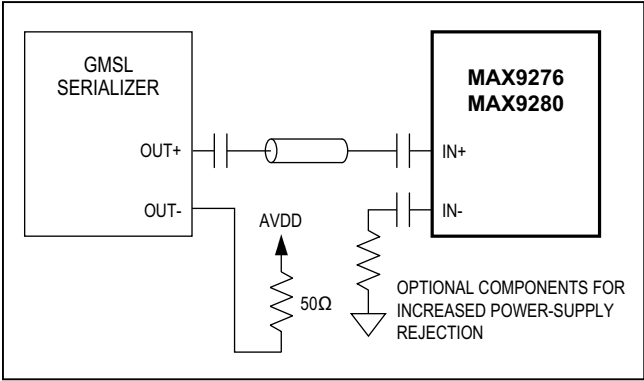 GMSL
SERIALIZER
MAX9276
MAX9280
OUT+
IN+
OUT-
IN-
AVDD
50Ω
OPTIONAL COMPONENTS FOR
INCREASED POWER-SUPPLY
REJECTION